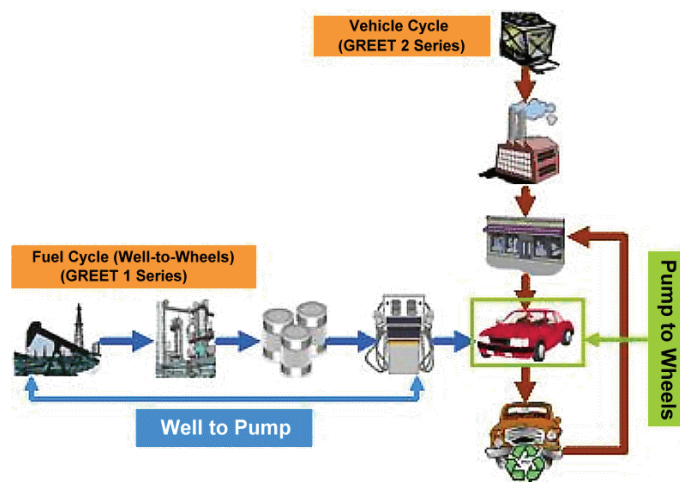 Vehicle Cycle
(GREET 2 Series)
Fuel Cycle (Well-to-Wheels)
(GREET 1 Series)
Pump to Wheels
Well to Pump